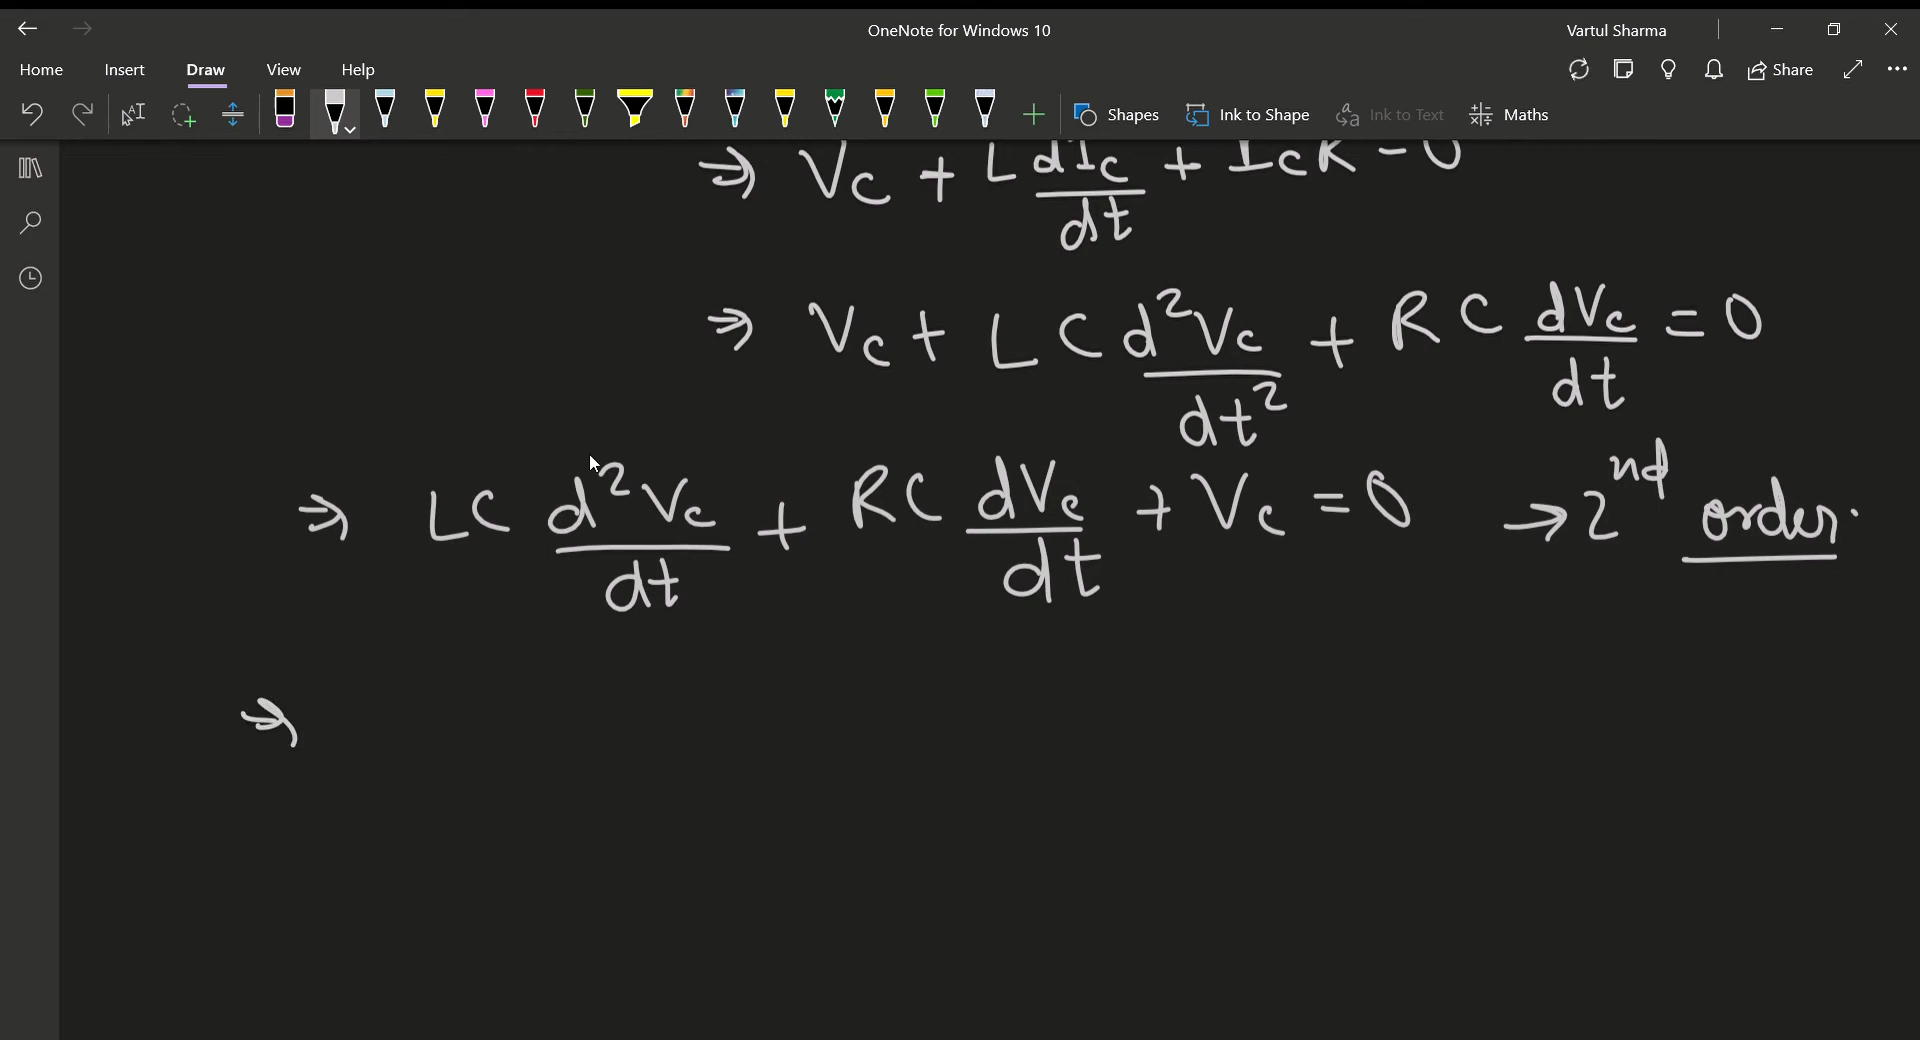 OneNote for Windows 10
Vartul Sharma
Home Insert Draw View Help
Share
Shapes Ink to Shape Ink to Text Maths
⇒ Vc + L dIc/dt + IcR = 0
⇒ Vc + LC d²Vc/dt² + RC dVc/dt = 0
⇒ LC d²Vc/dt + RC dVc/dt + Vc = 0 → 2nd order.
⇒